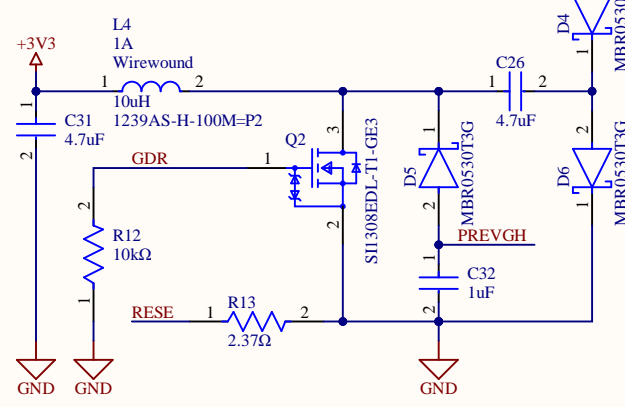 L4
1A
Wirewound
+3V3
1
2
10uH
1239AS-H-100M=P2
1
C31
4.7uF
2
GDR
1
Q2
3
2
SI1308EDL-T1-GE3
D5
1
2
MBR0530T3G
C26
1
2
4.7uF
D4
1
MBR0530T3G
D6
2
1
MBR0530T3G
PREVGH
1
C32
1uF
2
2
R12
10kΩ
1
RESE
1
R13
2
2.37Ω
GND
GND
GND